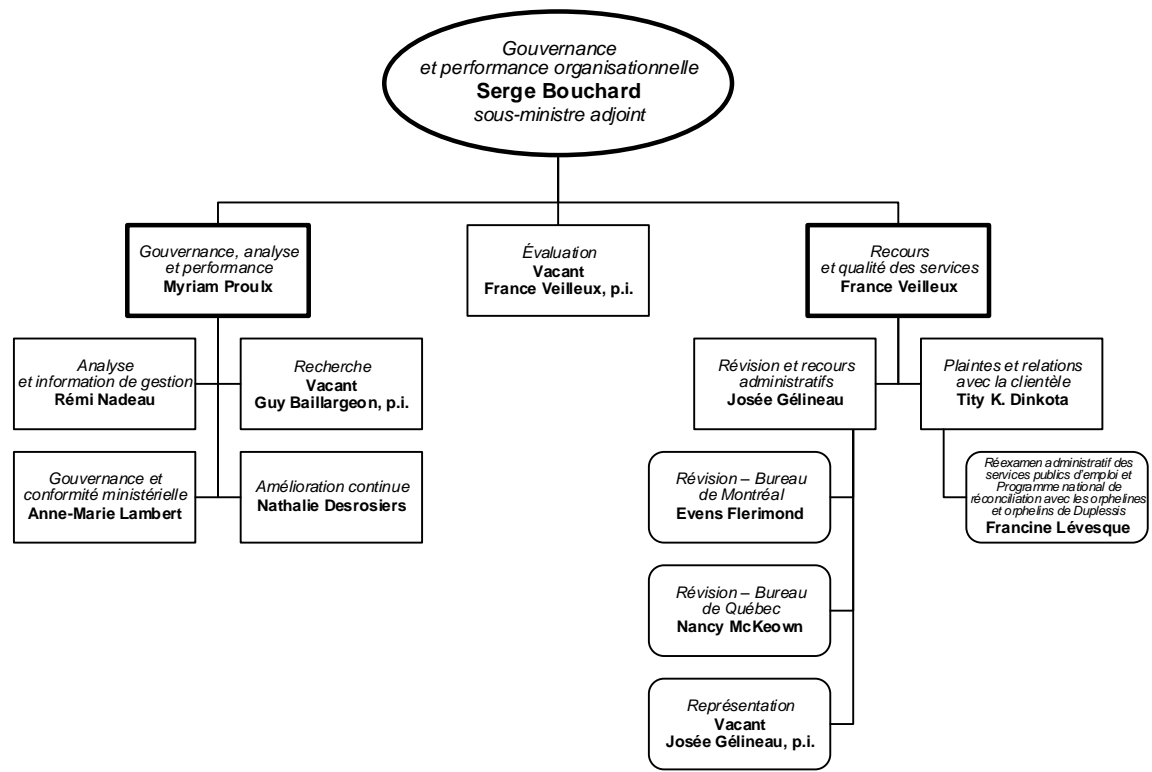 Gouvernance
et performance organisationnelle
Serge Bouchard
sous-ministre adjoint
Gouvernance, analyse
et performance
Myriam Proulx
Évaluation
Vacant
France Veilleux, p.i.
Recours
et qualité des services
France Veilleux
Analyse
et information de gestion
Rémi Nadeau
Recherche
Vacant
Guy Baillargeon, p.i.
Révision et recours
administratifs
Josée Gélineau
Plaintes et relations
avec la clientèle
Tity K. Dinkota
Gouvernance et
conformité ministérielle
Anne-Marie Lambert
Amélioration continue
Nathalie Desrosiers
Révision – Bureau
de Montréal
Evens Flerimond
Réexamen administratif des
services publics d'emploi et
Programme national de
réconciliation avec les orphelines
et orphelins de Duplessis
Francine Lévesque
Révision – Bureau
de Québec
Nancy McKeown
Représentation
Vacant
Josée Gélineau, p.i.